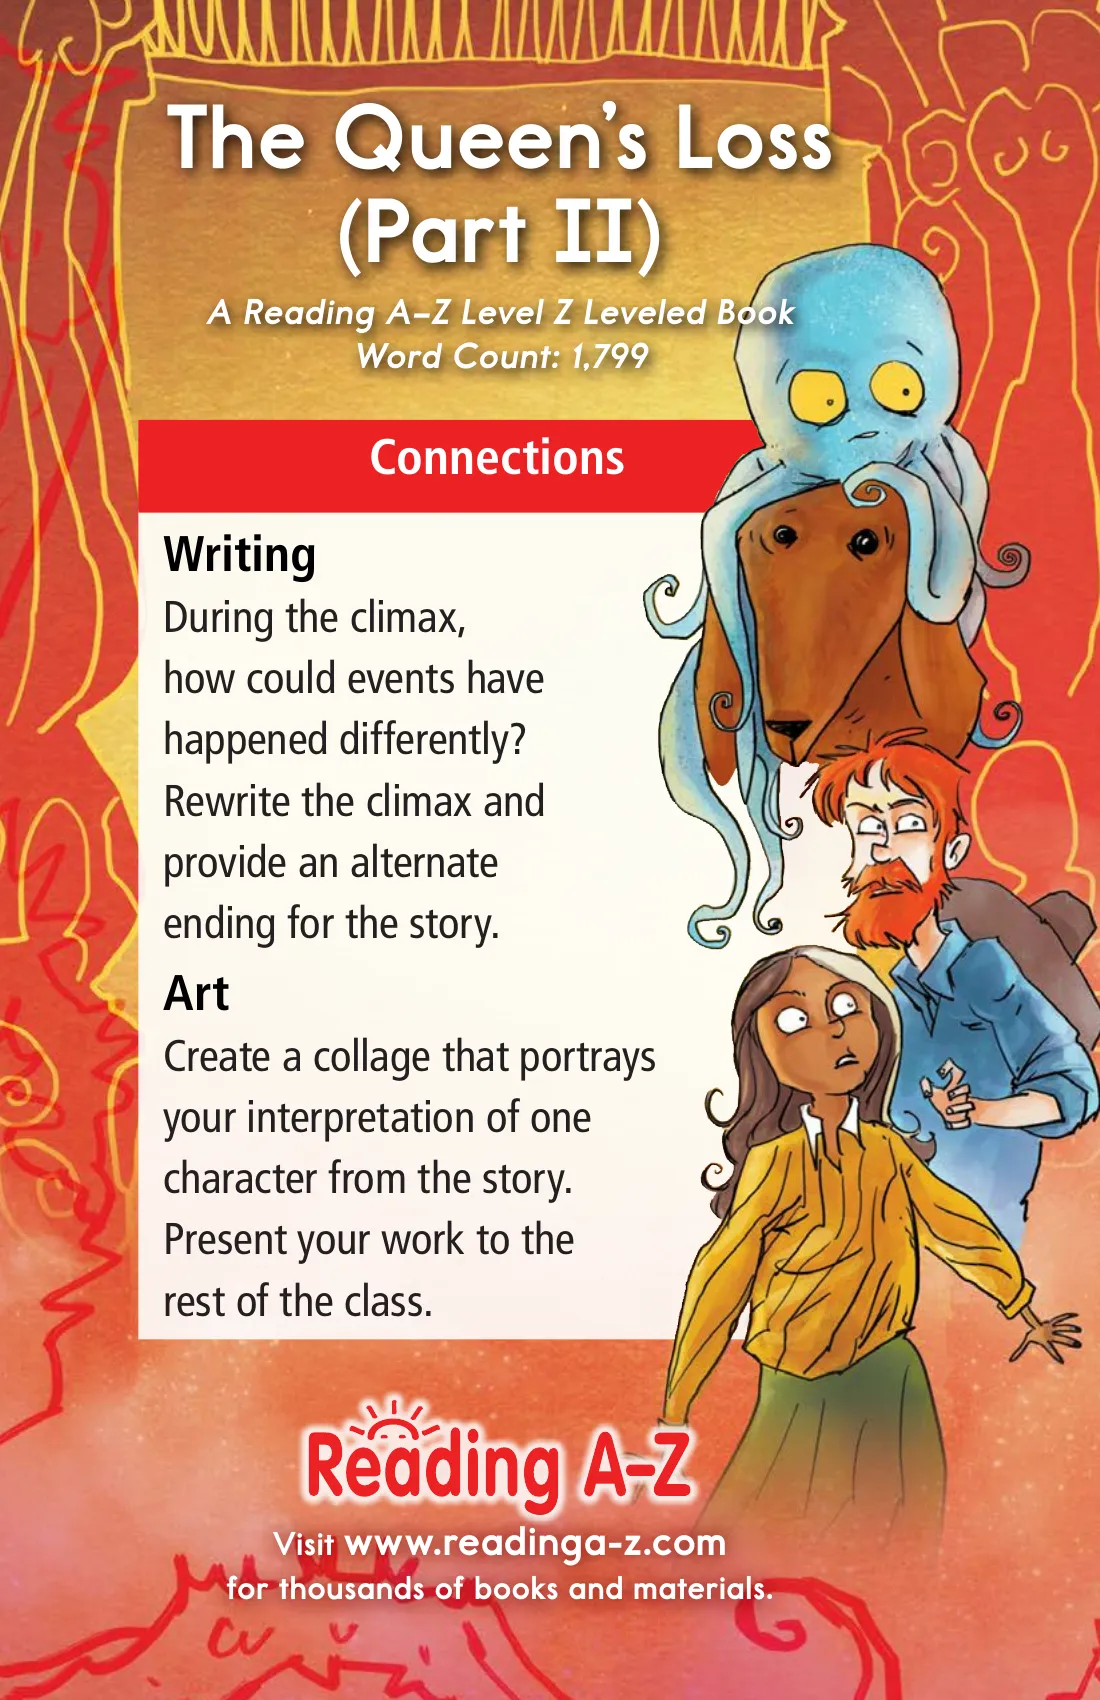 The Queen's Loss
(Part II)
A Reading A–Z Level Z Leveled Book
Word Count: 1,799
Connections
Writing
During the climax,
how could events have
happened differently?
Rewrite the climax and
provide an alternate
ending for the story.
Art
Create a collage that portrays
your interpretation of one
character from the story.
Present your work to the
rest of the class.
Reading A–Z
Visit www.readinga-z.com
for thousands of books and materials.